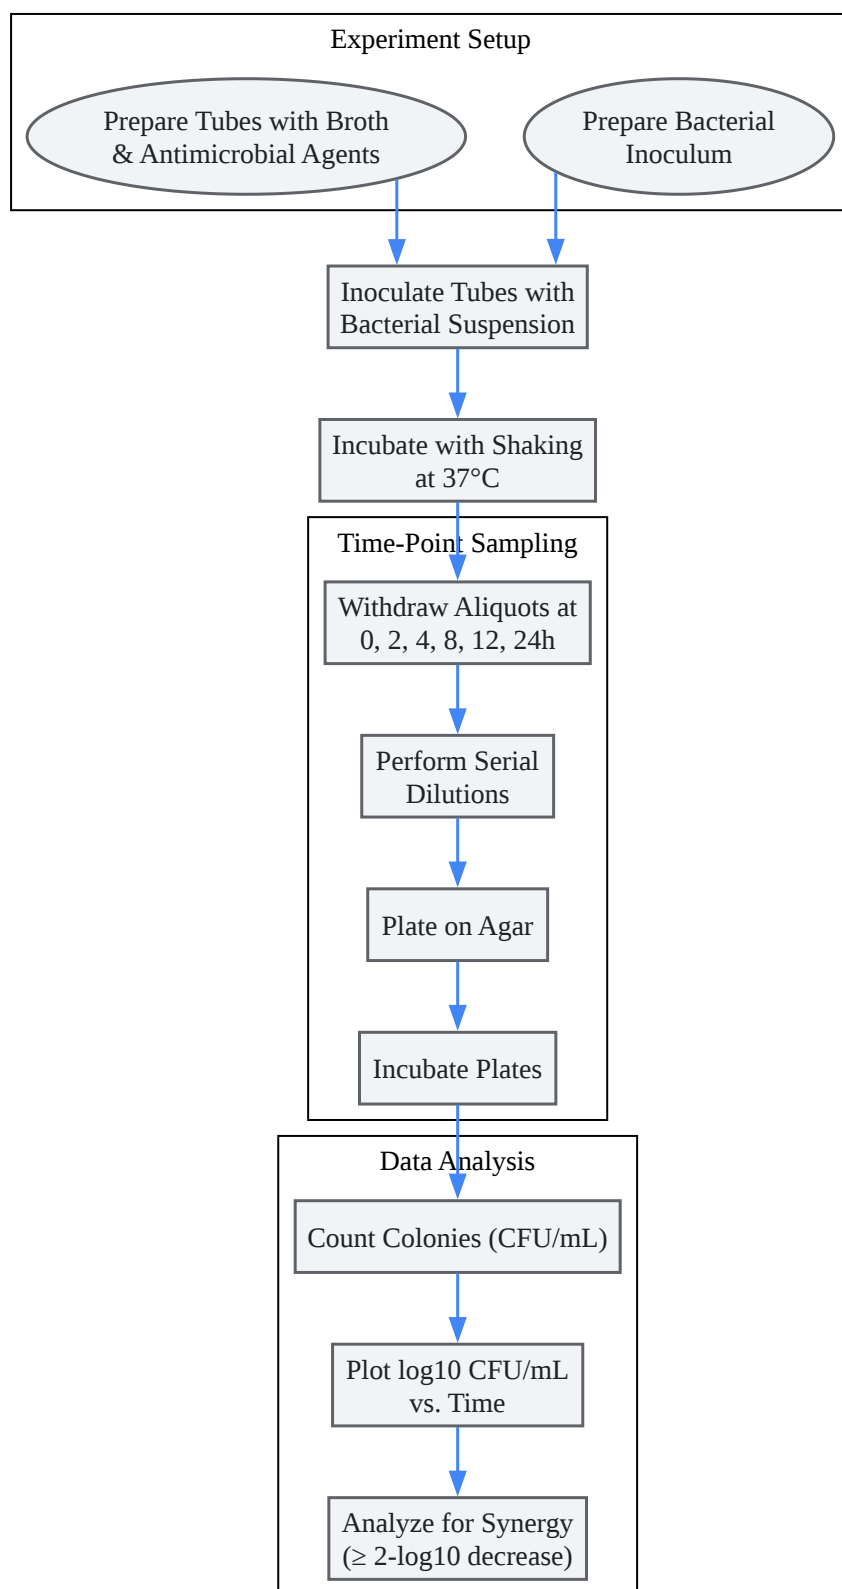 Experiment Setup
Prepare Tubes with Broth
& Antimicrobial Agents
Prepare Bacterial
Inoculum
Inoculate Tubes with
Bacterial Suspension
Incubate with Shaking
at 37°C
Time-Point Sampling
Withdraw Aliquots at
0, 2, 4, 8, 12, 24h
Perform Serial
Dilutions
Plate on Agar
Incubate Plates
Data Analysis
Count Colonies (CFU/mL)
Plot log10 CFU/mL
vs. Time
Analyze for Synergy
(≥ 2-log10 decrease)